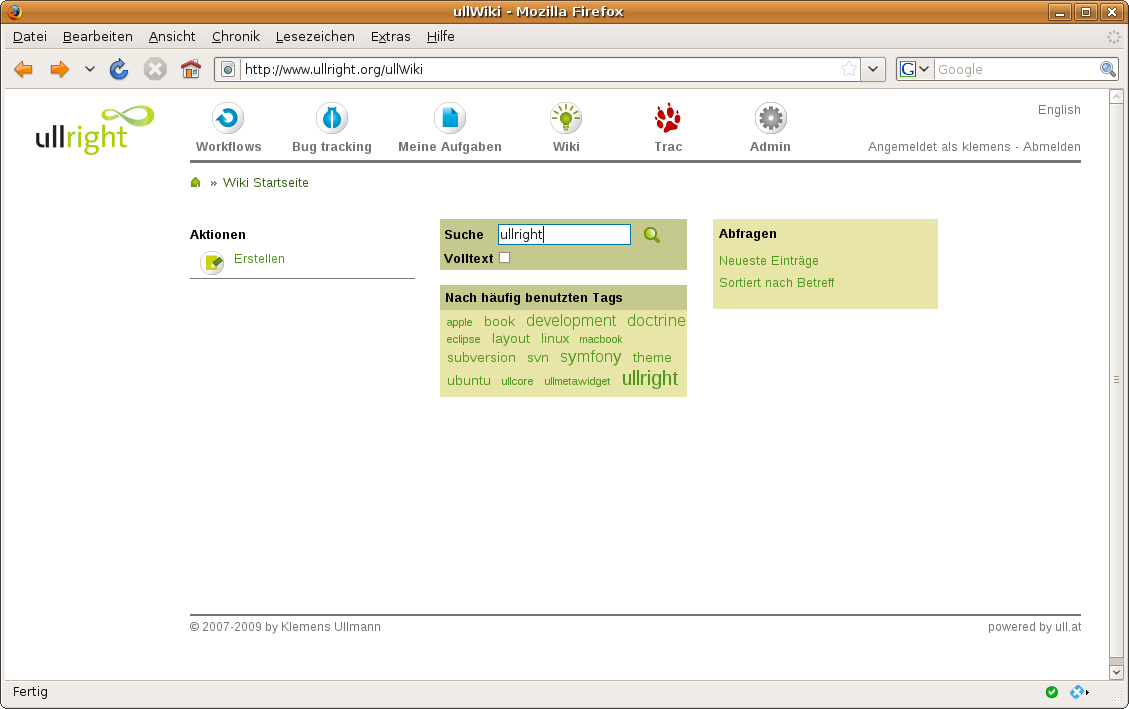 ullWiki - Mozilla Firefox
Datei Bearbeiten Ansicht Chronik Lesezeichen Extras Hilfe
http://www.ullright.org/ullWiki
G Google
ullright
English
Workflows Bug tracking Meine Aufgaben Wiki Trac Admin Angemeldet als klemens - Abmelden
» Wiki Startseite
Aktionen
Erstellen
Suche ullright
Volltext
Nach häufig benutzten Tags
apple book development doctrine
eclipse layout linux macbook
subversion svn symfony theme
ubuntu ullcore ullmetawidget ullright
Abfragen
Neueste Einträge
Sortiert nach Betreff
© 2007-2009 by Klemens Ullmann powered by ull.at
Fertig